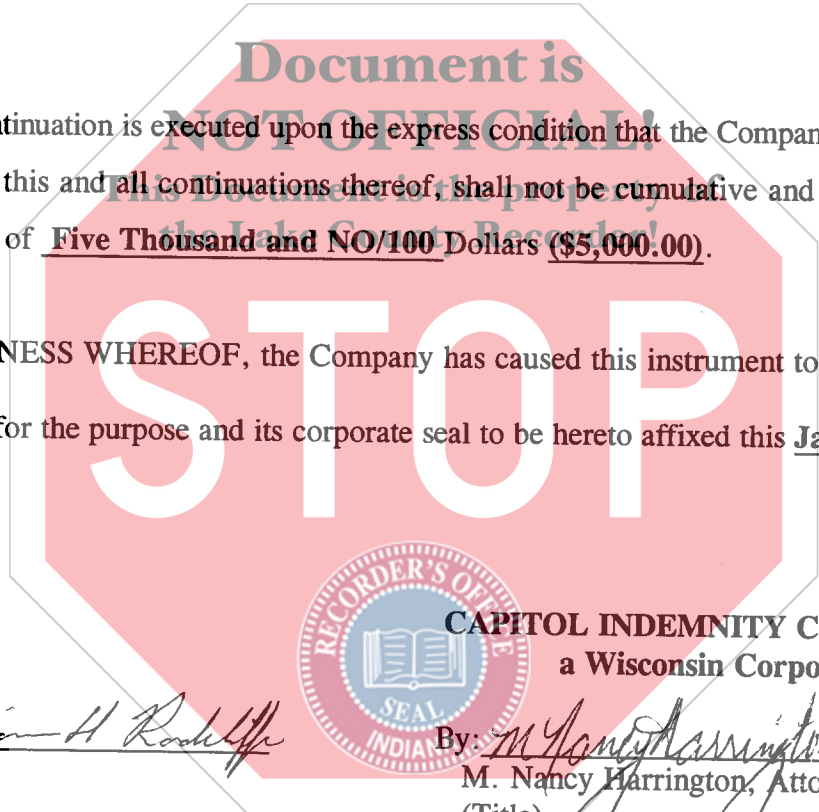 Document is
NOT OFFICIAL!
This Document is the property of
the Lake County Recorder!
tinuation is executed upon the express condition that the Compan
this and all continuations thereof, shall not be cumulative and
of Five Thousand and NO/100 Dollars ($5,000.00).
STOP
NESS WHEREOF, the Company has caused this instrument to
for the purpose and its corporate seal to be hereto affixed this Ja
RECORDER'S OFFICE
SEAL
INDIANA
CAPITOL INDEMNITY C
a Wisconsin Corpo
H Radcliffe
By: M Nancy Harrington
M. Nancy Harrington, Atto
(Title)